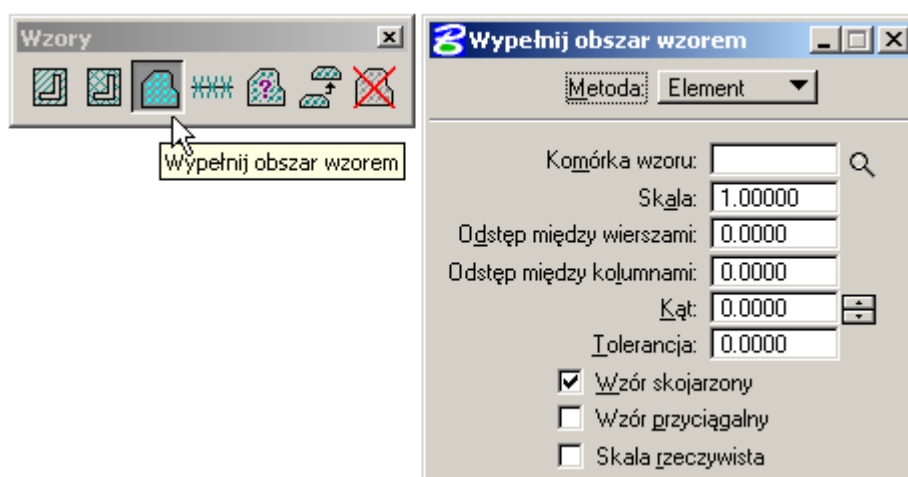 Wzory
Wypełnij obszar wzorem
Wypełnij obszar wzorem
Metoda: Element
Komórka wzoru:
Skala: 1.00000
Odstęp między wierszami: 0.0000
Odstęp między kolumnami: 0.0000
Kąt: 0.0000
Tolerancja: 0.0000
Wzór skojarzony
Wzór przyciągalny
Skala rzeczywista